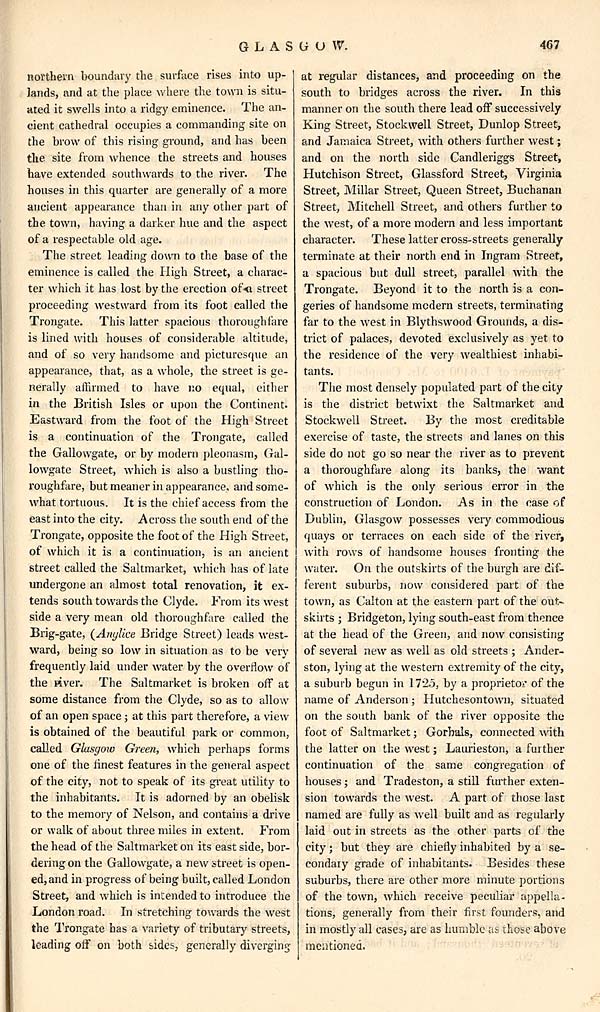 GLASGOW. 467
northern boundary the surface rises into up-
lands, and at the place where the town is situ-
ated it swells into a ridgy eminence. The an-
cient cathedral occupies a commanding site on
the brow of this rising ground, and has been
the site from whence the streets and houses
have extended southwards to the river. The
houses in this quarter are generally of a more
ancient appearance than in any other part of
the town, having a darker hue and the aspect
of a respectable old age.
The street leading down to the base of the
eminence is called the High Street, a charac-
ter which it has lost by the erection of a street
proceeding westward from its foot called the
Trongate. This latter spacious thoroughfare
is lined with houses of considerable altitude,
and of so very handsome and picturesque an
appearance, that, as a whole, the street is ge-
nerally affirmed to have no equal, either
in the British Isles or upon the Continent.
Eastward from the foot of the High Street
is a continuation of the Trongate, called
the Gallowgate, or by modern pleonasm, Gal-
lowgate Street, which is also a bustling tho-
roughfare, but meaner in appearance, and some-
what tortuous. It is the chief access from the
east into the city. Across the south end of the
Trongate, opposite the foot of the High Street,
of which it is a continuation, is an ancient
street called the Saltmarket, which has of late
undergone an almost total renovation, it ex-
tends south towards the Clyde. From its west
side a very mean old thoroughfare called the
Brig-gate, (Anglice Bridge Street) leads west-
ward, being so low in situation as to be very
frequently laid under water by the overflow of
the river. The Saltmarket is broken off at
some distance from the Clyde, so as to allow
of an open space; at this part therefore, a view
is obtained of the beautiful park or common,
called Glasgow Green, which perhaps forms
one of the finest features in the general aspect
of the city, not to speak of its great utility to
the inhabitants. It is adorned by an obelisk
to the memory of Nelson, and contains a drive
or walk of about three miles in extent. From
the head of the Saltmarket on its east side, bor-
dering on the Gallowgate, a new street is open-
ed, and in progress of being built, called London
Street, and which is intended to introduce the
London road. In stretching towards the west
the Trongate has a variety of tributary streets,
leading off on both sides, generally diverging
at regular distances, and proceeding on the
south to bridges across the river. In this
manner on the south there lead off successively
King Street, Stockwell Street, Dunlop Street,
and Jamaica Street, with others further west;
and on the north side Candleriggs Street,
Hutchison Street, Glassford Street, Virginia
Street, Millar Street, Queen Street, Buchanan
Street, Mitchell Street, and others further to
the west, of a more modern and less important
character. These latter cross-streets generally
terminate at their north end in Ingram Street,
a spacious but dull street, parallel with the
Trongate. Beyond it to the north is a con-
geries of handsome modern streets, terminating
far to the west in Blythswood Grounds, a dis-
trict of palaces, devoted exclusively as yet to
the residence of the very wealthiest inhabi-
tants.
The most densely populated part of the city
is the district betwixt the Saltmarket and
Stockwell Street. By the most creditable
exercise of taste, the streets and lanes on this
side do not go so near the river as to prevent
a thoroughfare along its banks, the want
of which is the only serious error in the
construction of London. As in the case of
Dublin, Glasgow possesses very commodious
quays or terraces on each side of the river,
with rows of handsome houses fronting the
water. On the outskirts of the burgh are dif-
ferent suburbs, now considered part of the
town, as Calton at the eastern part of the out-
skirts; Bridgeton, lying south-east from thence
at the head of the Green, and now consisting
of several new as well as old streets; Ander-
ston, lying at the western extremity of the city,
a suburb begun in 1725, by a proprietor of the
name of Anderson; Hutchesontown, situated
on the south bank of the river opposite the
foot of Saltmarket; Gorbals, connected with
the latter on the west; Laurieston, a further
continuation of the same congregation of
houses; and Tradeston, a still further exten-
sion towards the west. A part of those last
named are fully as well built and as regularly
laid out in streets as the other parts of the
city; but they are chiefly inhabited by a se-
condary grade of inhabitants. Besides these
suburbs, there are other more minute portions
of the town, which receive peculiar appella-
tions, generally from their first founders, and
in mostly all cases, are as humble as those above
mentioned.